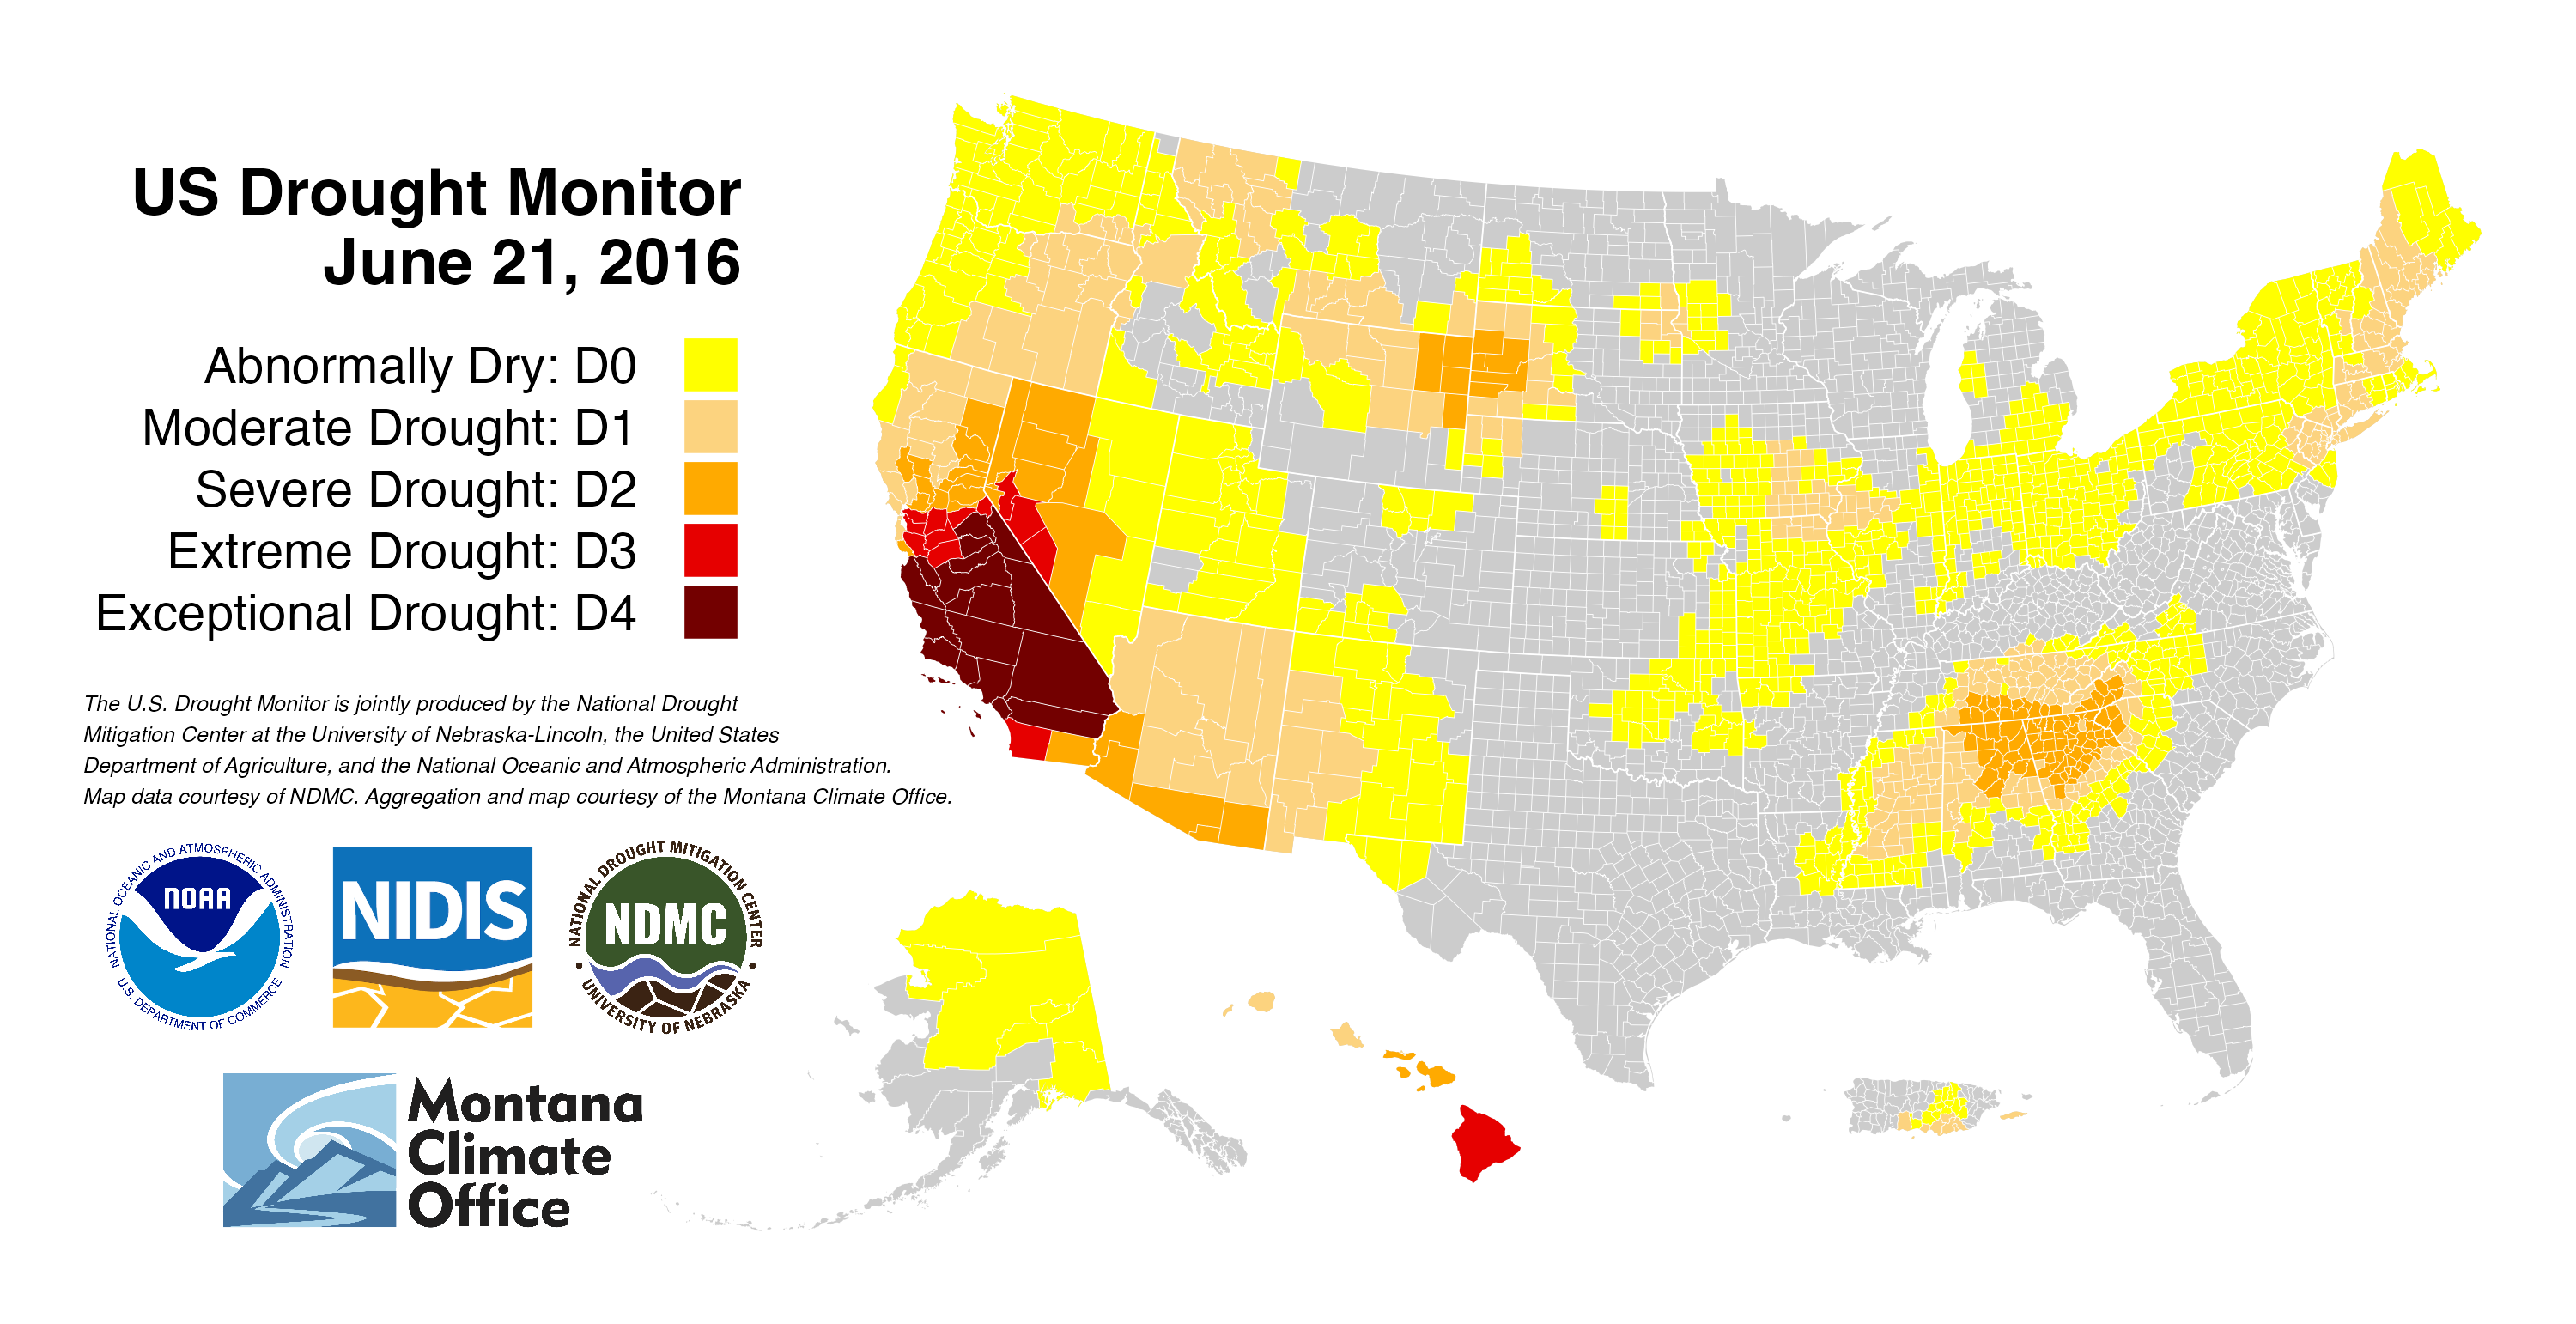 US Drought Monitor
June 21, 2016
Abnormally Dry: D0
Moderate Drought: D1
Severe Drought: D2
Extreme Drought: D3
Exceptional Drought: D4
The U.S. Drought Monitor is jointly produced by the National Drought
Mitigation Center at the University of Nebraska-Lincoln, the United States
Department of Agriculture, and the National Oceanic and Atmospheric Administration.
Map data courtesy of NDMC. Aggregation and map courtesy of the Montana Climate Office.
NATIONAL OCEANIC AND ATMOSPHERIC ADMINISTRATION
NOAA
U.S. DEPARTMENT OF COMMERCE
NIDIS
NATIONAL DROUGHT MITIGATION CENTER
NDMC
UNIVERSITY OF NEBRASKA
Montana
Climate
Office